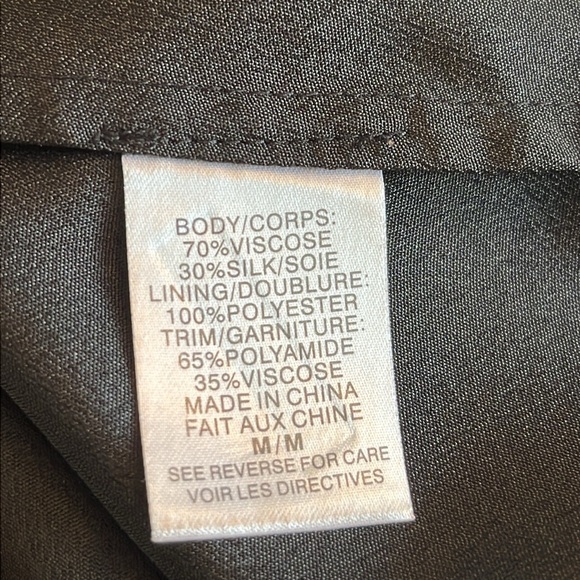 BODY/CORPS:
70%VISCOSE
30%SILK/SOIE
LINING/DOUBLURE:
100%POLYESTER
TRIM/GARNITURE:
65%POLYAMIDE
35%VISCOSE
MADE IN CHINA
FAIT AUX CHINE
M/M
SEE REVERSE FOR CARE
VOIR LES DIRECTIVES